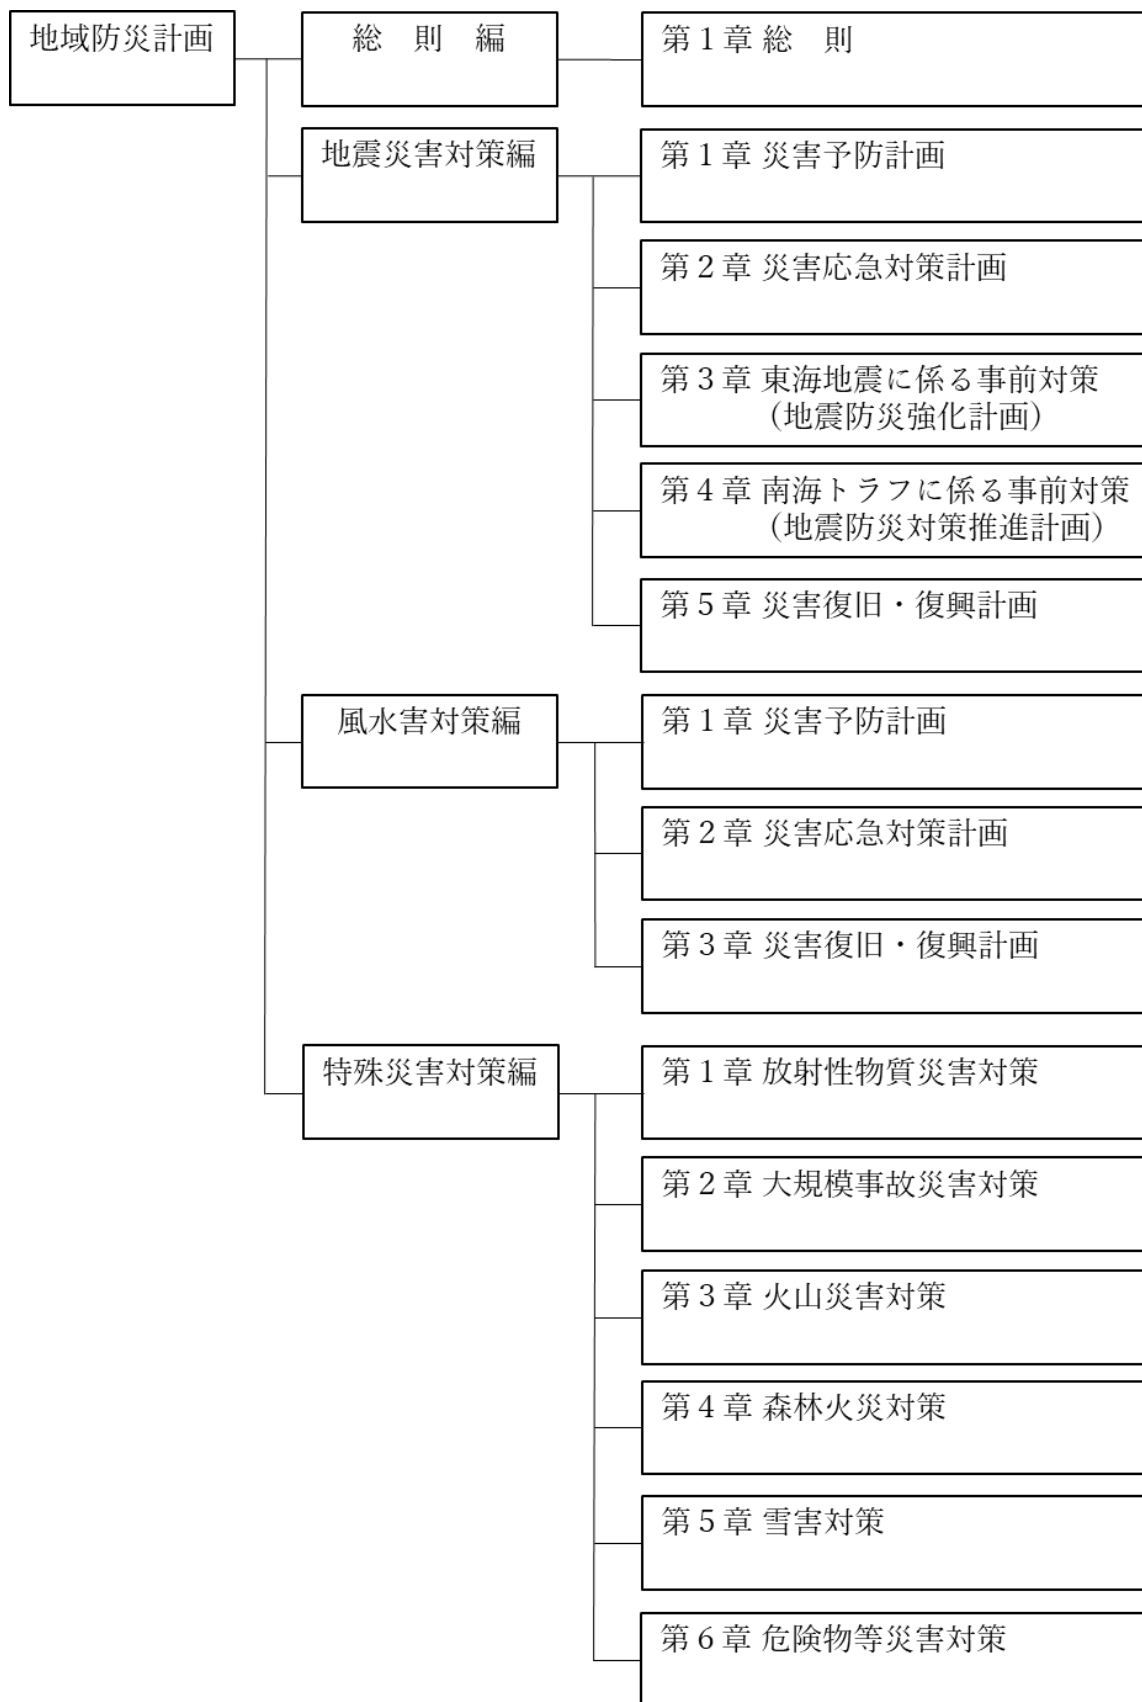 地域防災計画
総　則　編
第１章 総　則
地震災害対策編
第１章 災害予防計画
第２章 災害応急対策計画
第３章 東海地震に係る事前対策
（地震防災強化計画）
第４章 南海トラフに係る事前対策
（地震防災対策推進計画）
第５章 災害復旧・復興計画
風水害対策編
第１章 災害予防計画
第２章 災害応急対策計画
第３章 災害復旧・復興計画
特殊災害対策編
第１章 放射性物質災害対策
第２章 大規模事故災害対策
第３章 火山災害対策
第４章 森林火災対策
第５章 雪害対策
第６章 危険物等災害対策